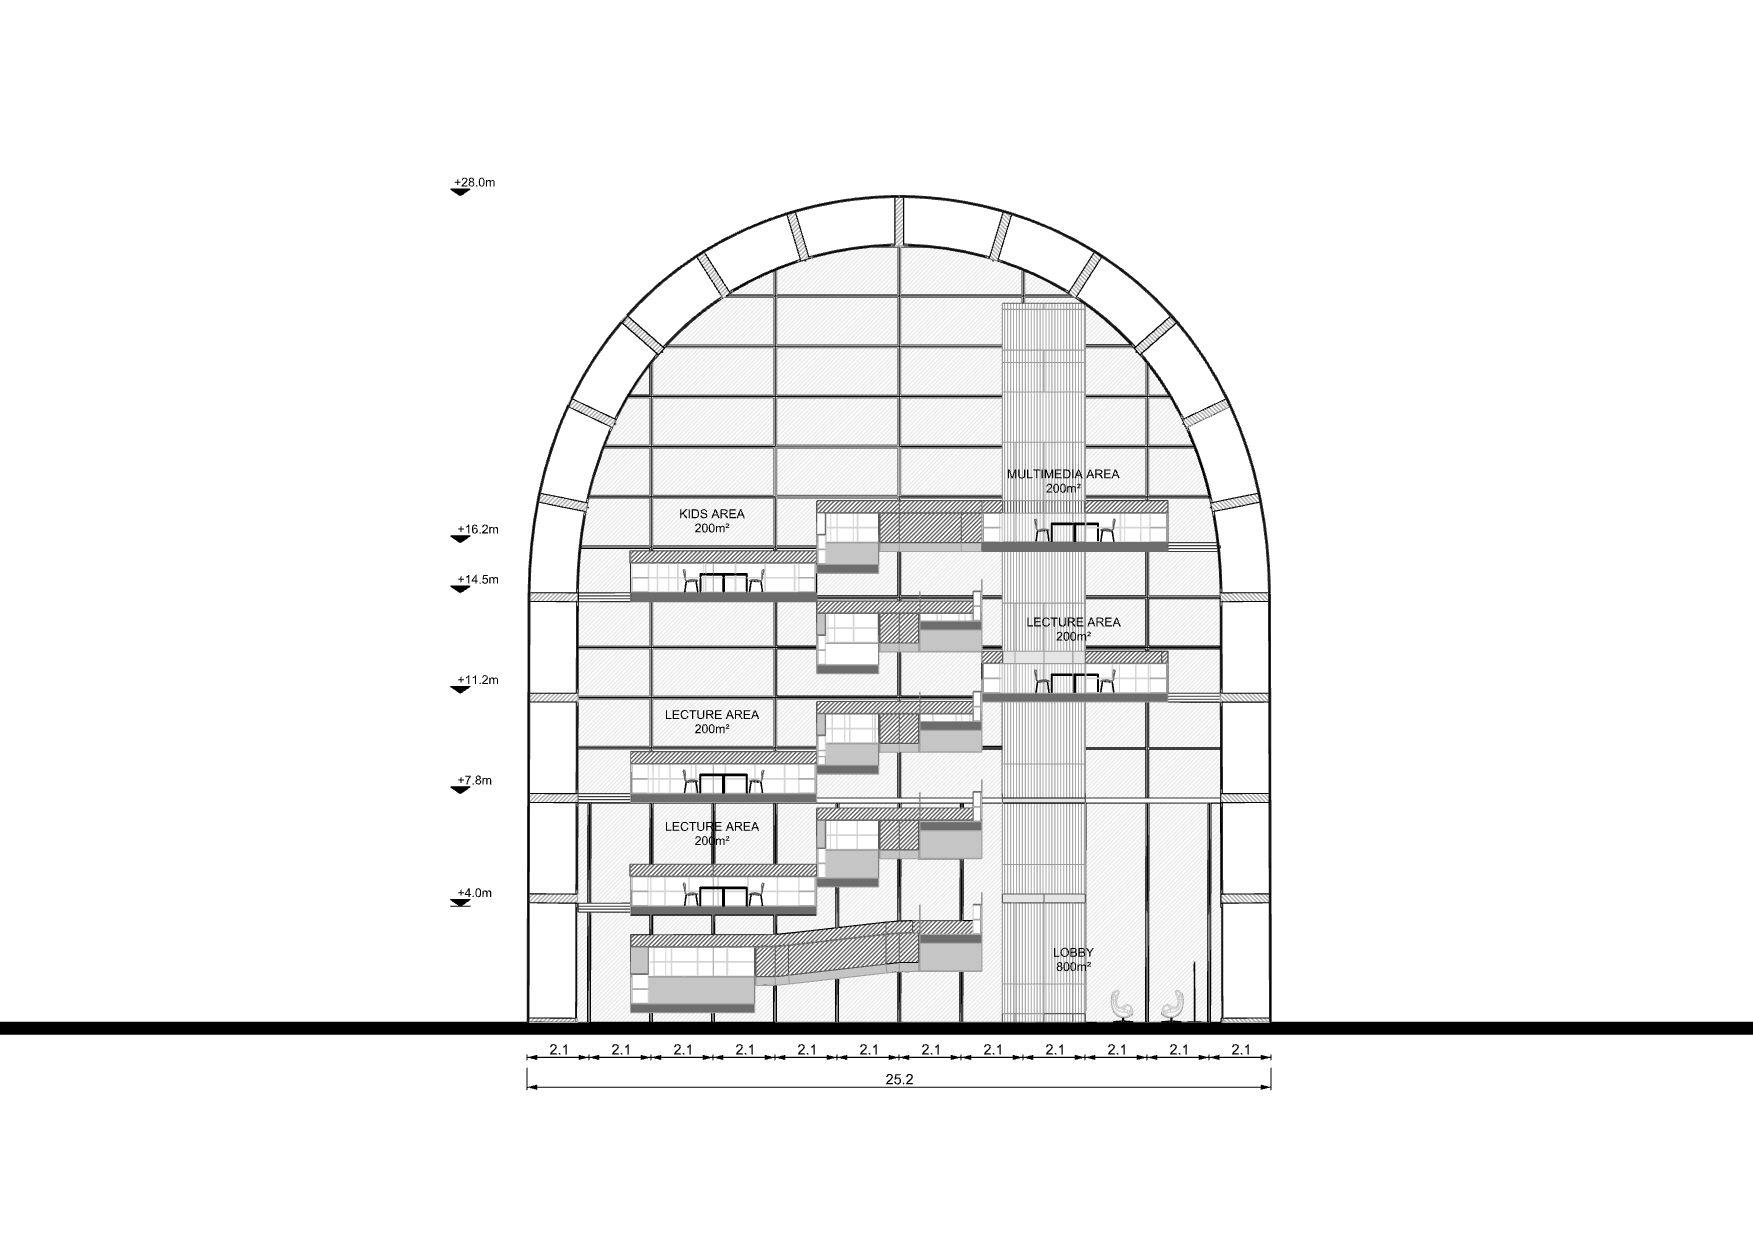 +28.0m
MULTIMEDIA AREA
200m²
KIDS AREA
200m²
+16.2m
+14.5m
LECTURE AREA
200m²
+11.2m
LECTURE AREA
200m²
+7.8m
LECTURE AREA
200m²
+4.0m
LOBBY
800m²
2.1 2.1 2.1 2.1 2.1 2.1 2.1 2.1 2.1 2.1 2.1 2.1
25.2